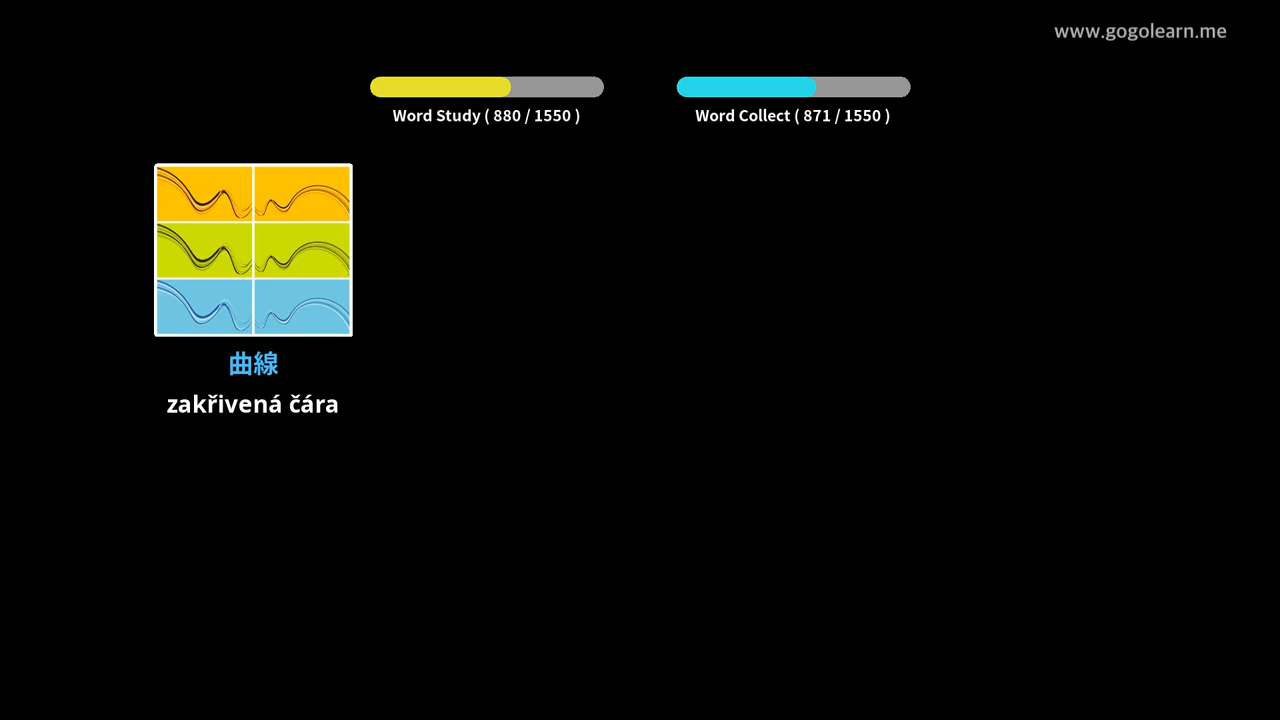 www.gogolearn.me
Word Study ( 880 / 1550 )
Word Collect ( 871 / 1550 )
曲線
zakřivená čára